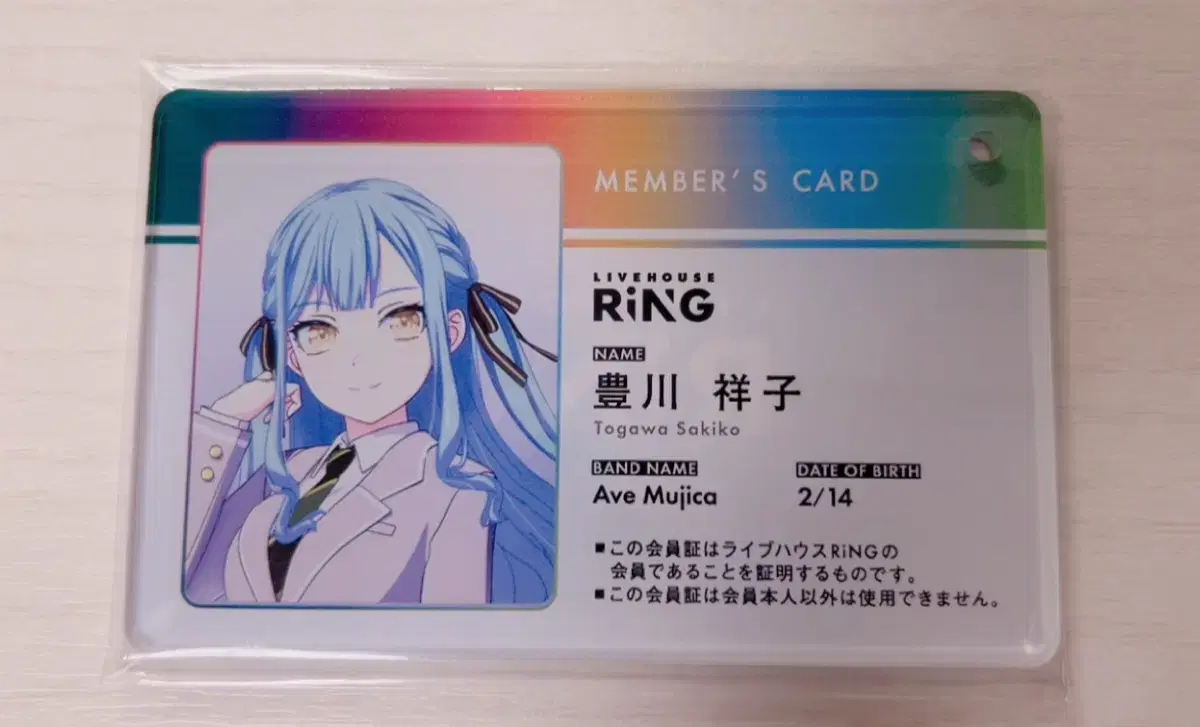 MEMBER'S CARD
LIVEHOUSE
RiNG
NAME
豊川 祥子
Togawa Sakiko
BAND NAME
Ave Mujica
DATE OF BIRTH
2/14
■この会員証はライブハウスRiNGの
会員であることを証明するものです。
■この会員証は会員本人以外は使用できません。